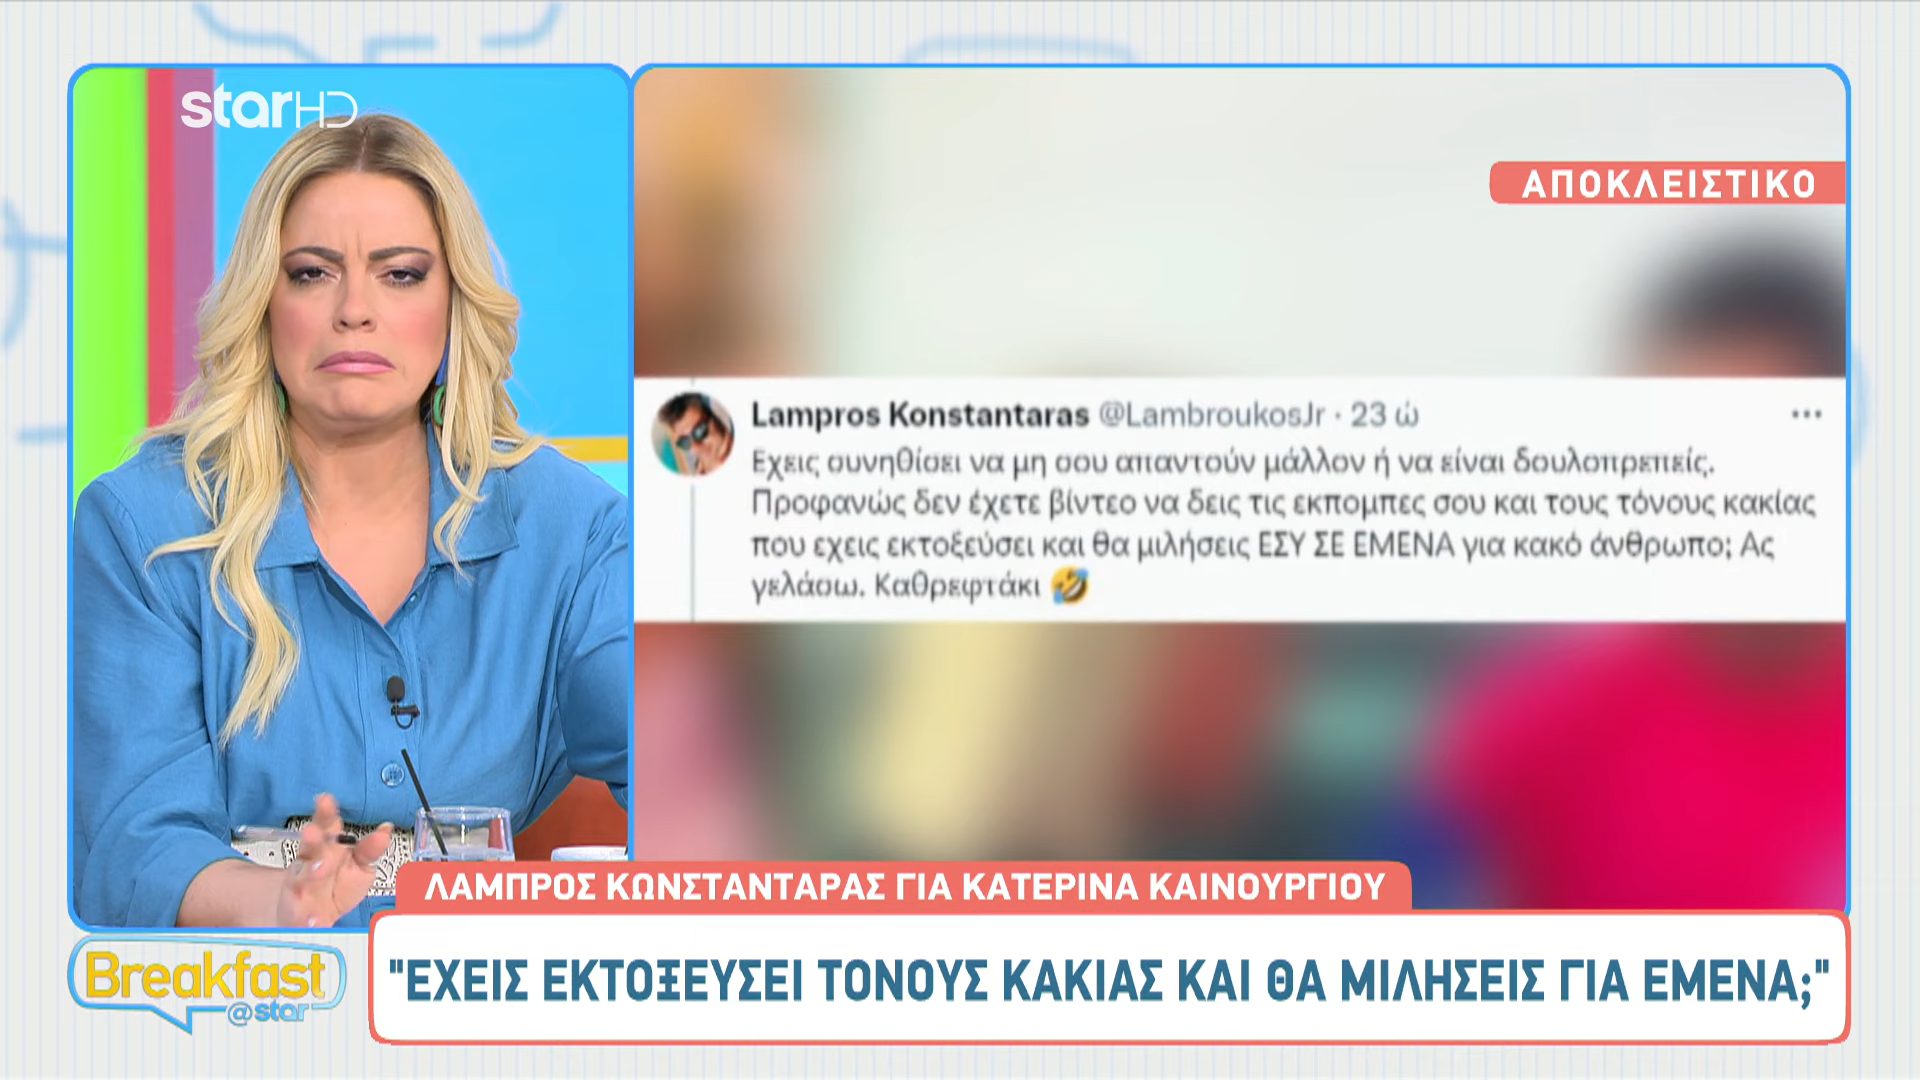 starHD
ΑΠΟΚΛΕΙΣΤΙΚΟ
Lampros Konstantaras @LambroukosJr · 23 ώ
Εχεις συνηθίσει να μη σου απαντούν μάλλον ή να είναι δουλοπρεπείς.
Προφανώς δεν έχετε βίντεο να δεις τις εκπομπες σου και τους τόνους κακίας
που εχεις εκτοξεύσει και θα μιλήσεις ΕΣΥ ΣΕ ΕΜΕΝΑ για κακό άνθρωπο; Ας
γελάσω. Καθρεφτάκι 🤣
ΛΑΜΠΡΟΣ ΚΩΝΣΤΑΝΤΑΡΑΣ ΓΙΑ ΚΑΤΕΡΙΝΑ ΚΑΙΝΟΥΡΓΙΟΥ
"ΕΧΕΙΣ ΕΚΤΟΞΕΥΣΕΙ ΤΟΝΟΥΣ ΚΑΚΙΑΣ ΚΑΙ ΘΑ ΜΙΛΗΣΕΙΣ ΓΙΑ ΕΜΕΝΑ;"
Breakfast
@star